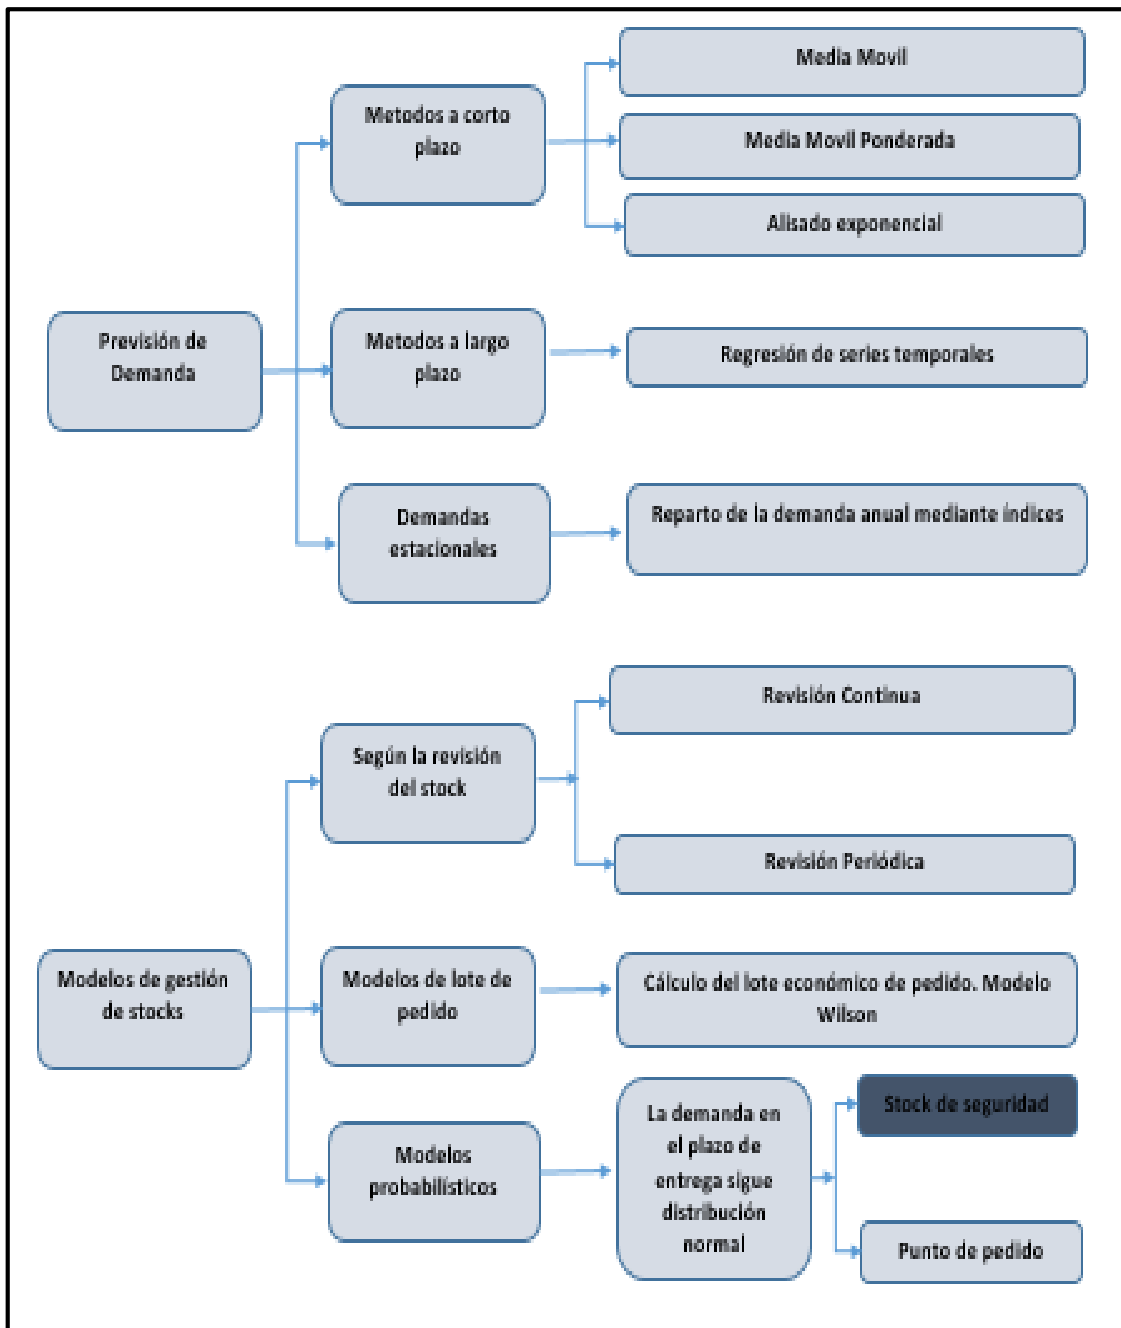 Media Movil
Metodos a corto
plazo
Media Movil Ponderada
Alisado exponencial
Previsión de
Demanda
Metodos a largo
plazo
Regresión de series temporales
Demandas
estacionales
Reparto de la demanda anual mediante índices
Revisión Continua
Según la revisión
del stock
Revisión Periódica
Modelos de gestión
de stocks
Modelos de lote de
pedido
Cálculo del lote económico de pedido. Modelo
Wilson
Modelos
probabilísticos
La demanda en
el plazo de
entrega sigue
distribución
normal
Stock de seguridad
Punto de pedido